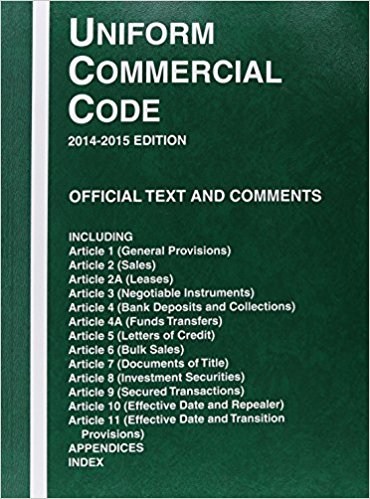 UNIFORM
COMMERCIAL
CODE
2014-2015 EDITION
OFFICIAL TEXT AND COMMENTS
INCLUDING
Article 1 (General Provisions)
Article 2 (Sales)
Article 2A (Leases)
Article 3 (Negotiable Instruments)
Article 4 (Bank Deposits and Collections)
Article 4A (Funds Transfers)
Article 5 (Letters of Credit)
Article 6 (Bulk Sales)
Article 7 (Documents of Title)
Article 8 (Investment Securities)
Article 9 (Secured Transactions)
Article 10 (Effective Date and Repealer)
Article 11 (Effective Date and Transition
Provisions)
APPENDICES
INDEX